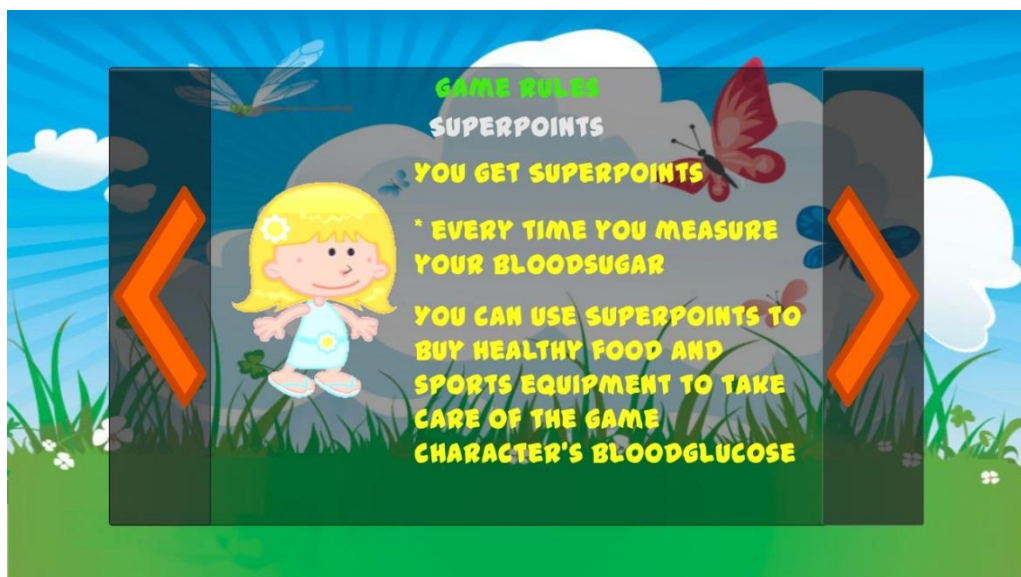 GAME RULES
SUPERPOINTS
YOU GET SUPERPOINTS
* EVERY TIME YOU MEASURE
YOUR BLOODSUGAR
YOU CAN USE SUPERPOINTS TO
BUY HEALTHY FOOD AND
SPORTS EQUIPMENT TO TAKE
CARE OF THE GAME
CHARACTER'S BLOODGLUCOSE